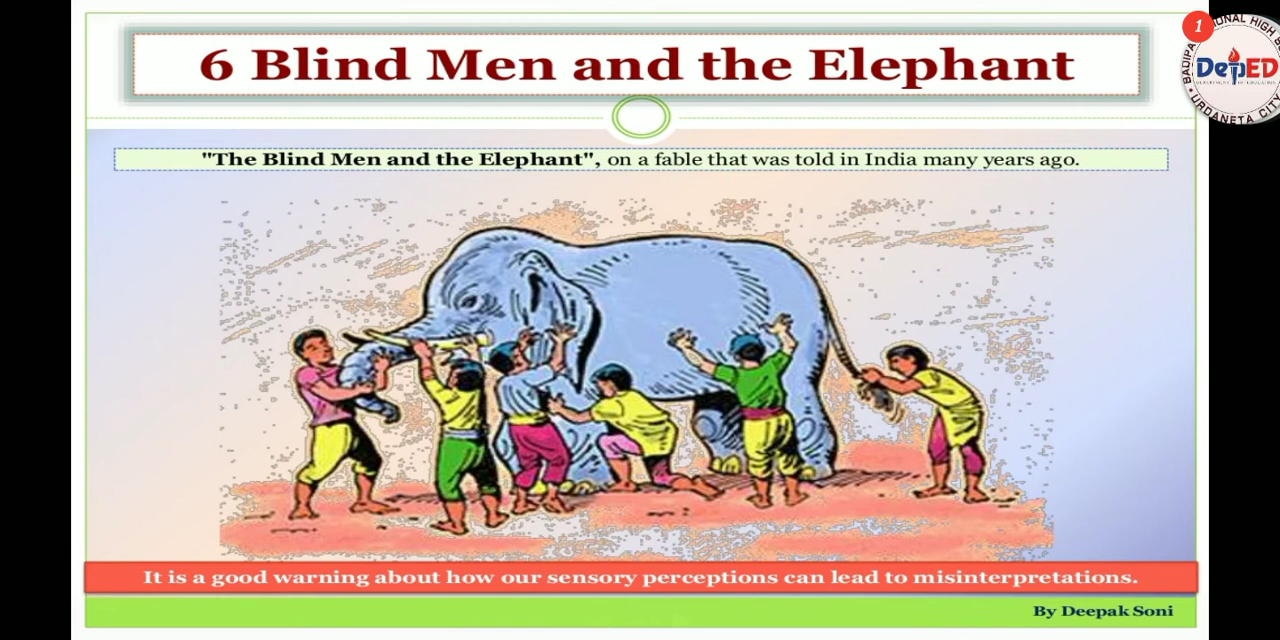 6 Blind Men and the Elephant
1
DepED
URDANETA CITY
"The Blind Men and the Elephant", on a fable that was told in India many years ago.
It is a good warning about how our sensory perceptions can lead to misinterpretations.
By Deepak Soni